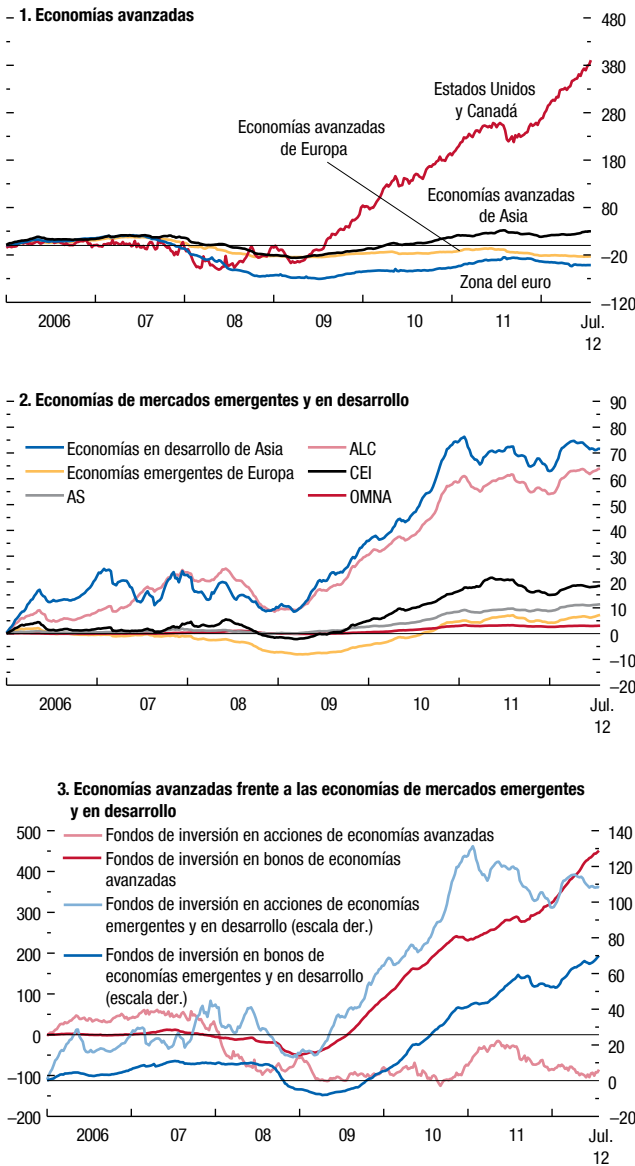 1. Economías avanzadas
480
380
280
180
80
–20
–120
Estados Unidos
y Canadá
Economías avanzadas
de Europa
Economías avanzadas
de Asia
Zona del euro
2006 07 08 09 10 11 Jul.
12
2. Economías de mercados emergentes y en desarrollo
90
80
70
60
50
40
30
20
10
0
–10
–20
Economías en desarrollo de Asia
Economías emergentes de Europa
AS
ALC
CEI
OMNA
2006 07 08 09 10 11 Jul.
12
3. Economías avanzadas frente a las economías de mercados emergentes
y en desarrollo
500
400
300
200
100
0
–100
–200
Fondos de inversión en acciones de economías avanzadas
Fondos de inversión en bonos de economías
avanzadas
Fondos de inversión en acciones de economías
emergentes y en desarrollo (escala der.)
Fondos de inversión en bonos de
economías emergentes y en desarrollo
(escala der.)
140
120
100
80
60
40
20
0
–20
2006 07 08 09 10 11 Jul.
12